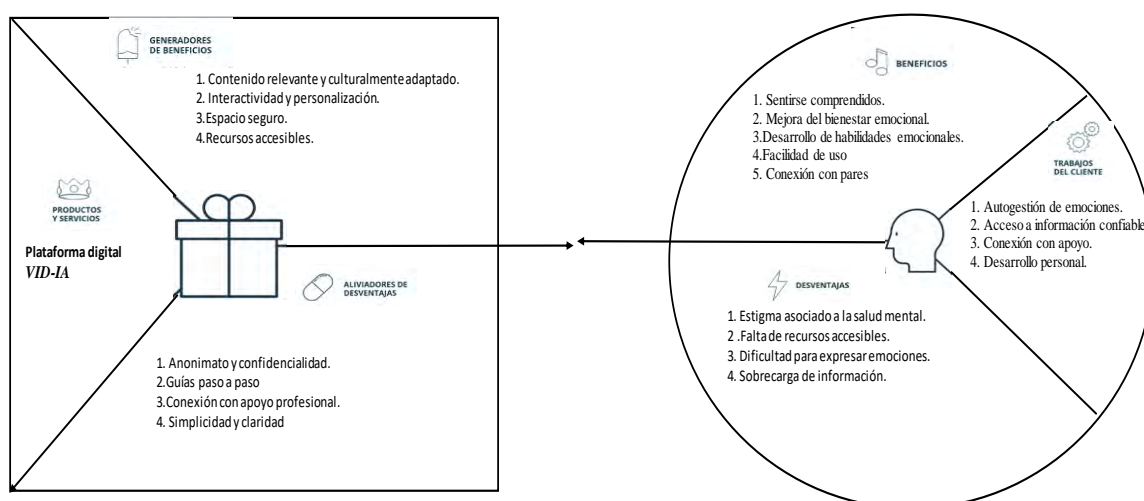 GENERADORES
DE BENEFICIOS
1. Contenido relevante y culturalmente adaptado.
2. Interactividad y personalización.
3.Espacio seguro.
4.Recursos accesibles.
PRODUCTOS
Y SERVICIOS
Plataforma digital
VID-IA
ALIVIADORES DE
DESVENTAJAS
1. Anonimato y confidencialidad.
2.Guías paso a paso
3.Conexión con apoyo profesional.
4. Simplicidad y claridad
BENEFICIOS
1. Sentirse comprendidos.
2. Mejora del bienestar emocional.
3.Desarrollo de habilidades emocionales.
4.Facilidad de uso
5. Conexión con pares
TRABAJOS
DEL CLIENTE
1. Autogestión de emociones.
2. Acceso a información confiable
3. Conexión con apoyo.
4. Desarrollo personal.
DESVENTAJAS
1. Estigma asociado a la salud mental.
2 .Falta de recursos accesibles.
3. Dificultad para expresar emociones.
4. Sobrecarga de información.